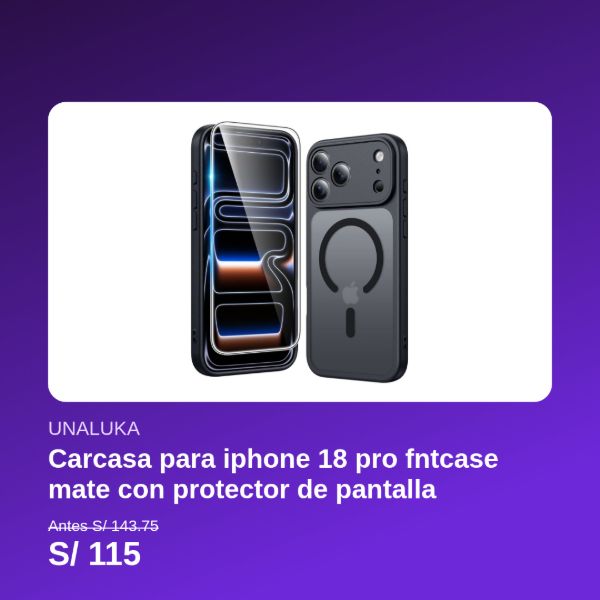 UNALUKA
Carcasa para iphone 18 pro fntcase
mate con protector de pantalla
Antes S/ 143.75
S/ 115